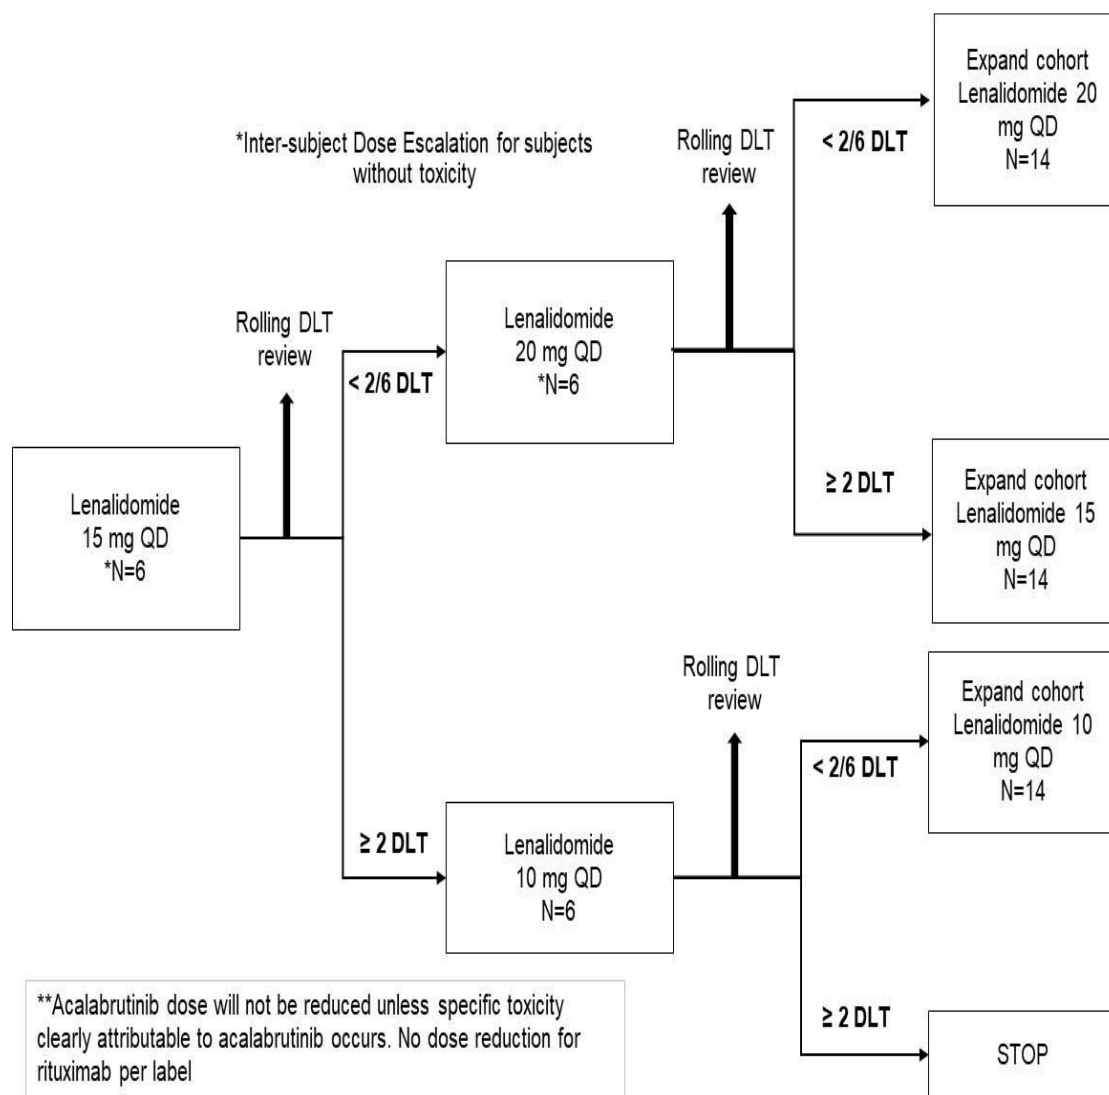 Expand cohort
Lenalidomide 20
mg QD
N=14
*Inter-subject Dose Escalation for subjects
without toxicity
Rolling DLT
review
< 2/6 DLT
Lenalidomide
20 mg QD
*N=6
Rolling DLT
review
< 2/6 DLT
Lenalidomide
15 mg QD
*N=6
≥ 2 DLT
Expand cohort
Lenalidomide 15
mg QD
N=14
Rolling DLT
review
Expand cohort
Lenalidomide 10
mg QD
N=14
< 2/6 DLT
≥ 2 DLT
Lenalidomide
10 mg QD
N=6
≥ 2 DLT
STOP
**Acalabrutinib dose will not be reduced unless specific toxicity
clearly attributable to acalabrutinib occurs. No dose reduction for
rituximab per label